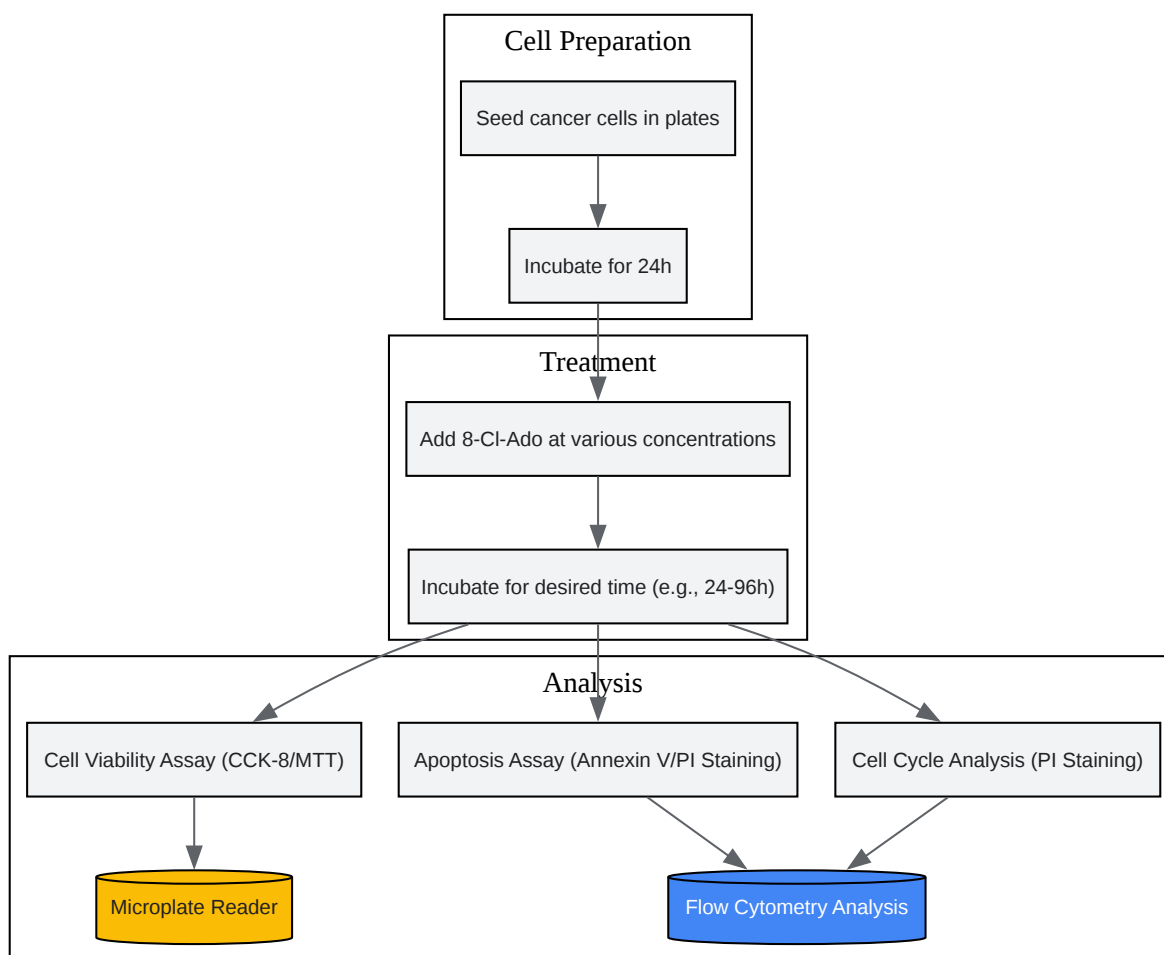 Cell Preparation
Seed cancer cells in plates
Incubate for 24h
Treatment
Add 8-Cl-Ado at various concentrations
Incubate for desired time (e.g., 24-96h)
Analysis
Cell Viability Assay (CCK-8/MTT)
Apoptosis Assay (Annexin V/PI Staining)
Cell Cycle Analysis (PI Staining)
Microplate Reader
Flow Cytometry Analysis